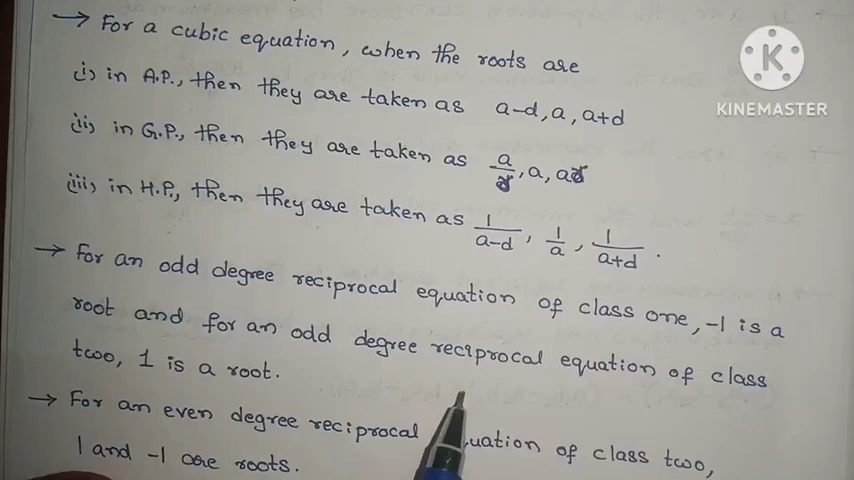 → For a cubic equation, when the roots are
(i) in A.P., then they are taken as a-d, a, a+d
(ii) in G.P., then they are taken as a/r, a, ar
(iii) in H.P., then they are taken as 1/(a-d), 1/a, 1/(a+d).
→ For an odd degree reciprocal equation of class one, -1 is a
root and for an odd degree reciprocal equation of class
two, 1 is a root.
→ For an even degree reciprocal equation of class two,
1 and -1 are roots.
K
KINEMASTER